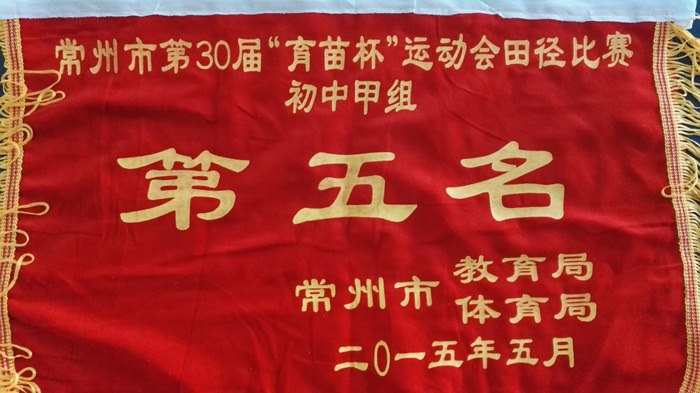 常州市第30届“育苗杯”运动会田径比赛
初中甲组
第五名
常州市 教育局
体育局
二〇一五年五月